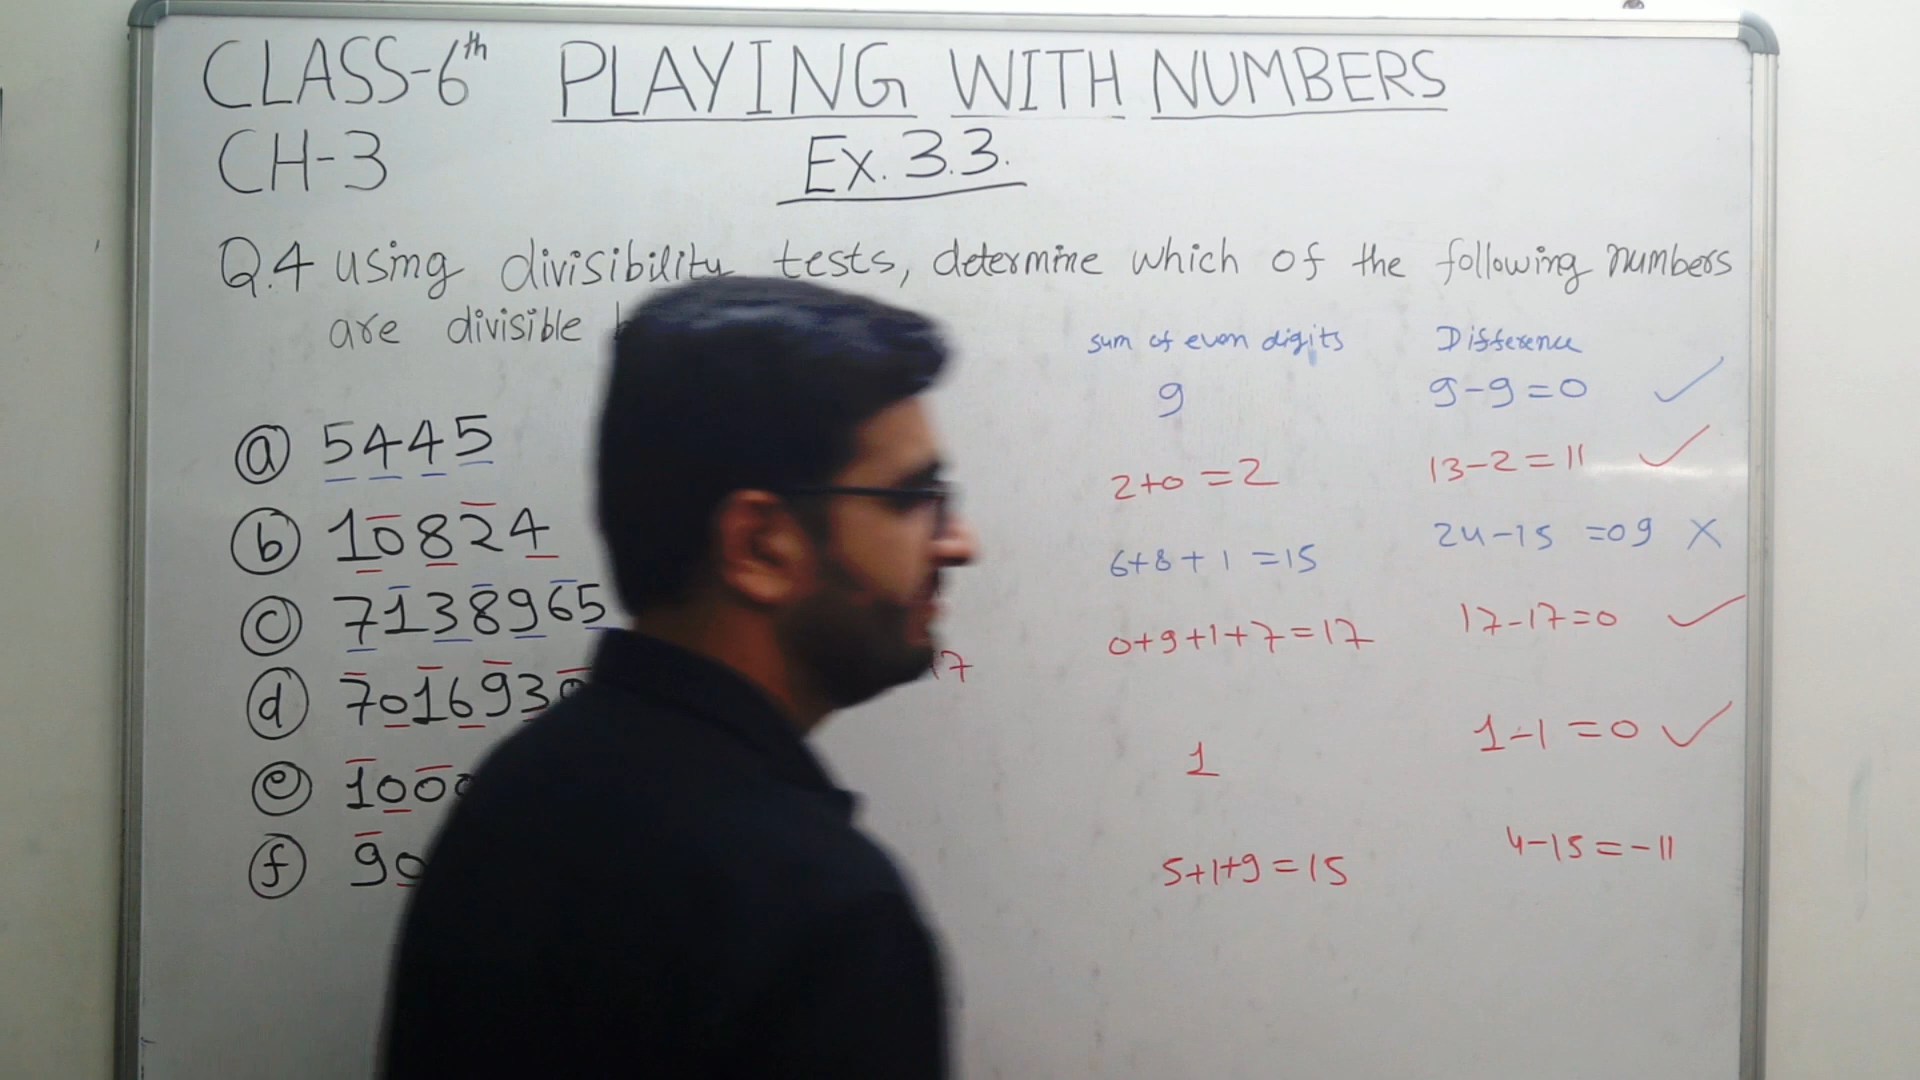 CLASS-6th PLAYING WITH NUMBERS
CH-3 Ex. 3.3.
Q.4 using divisibility tests, determine which of the following numbers
are divisible
sum of even digits Difference
9 9-9=0 ✓
(a) 5445
2+0=2 13-2=11 ✓
(b) 10824
6+8+1=15 24-15=09 X
(c) 7138965
0+9+1+7=17 17-17=0 ✓
(d) 701693 17
1 1-1=0 ✓
(e) 100
5+1+9=15 4-15=-11
(f) 90